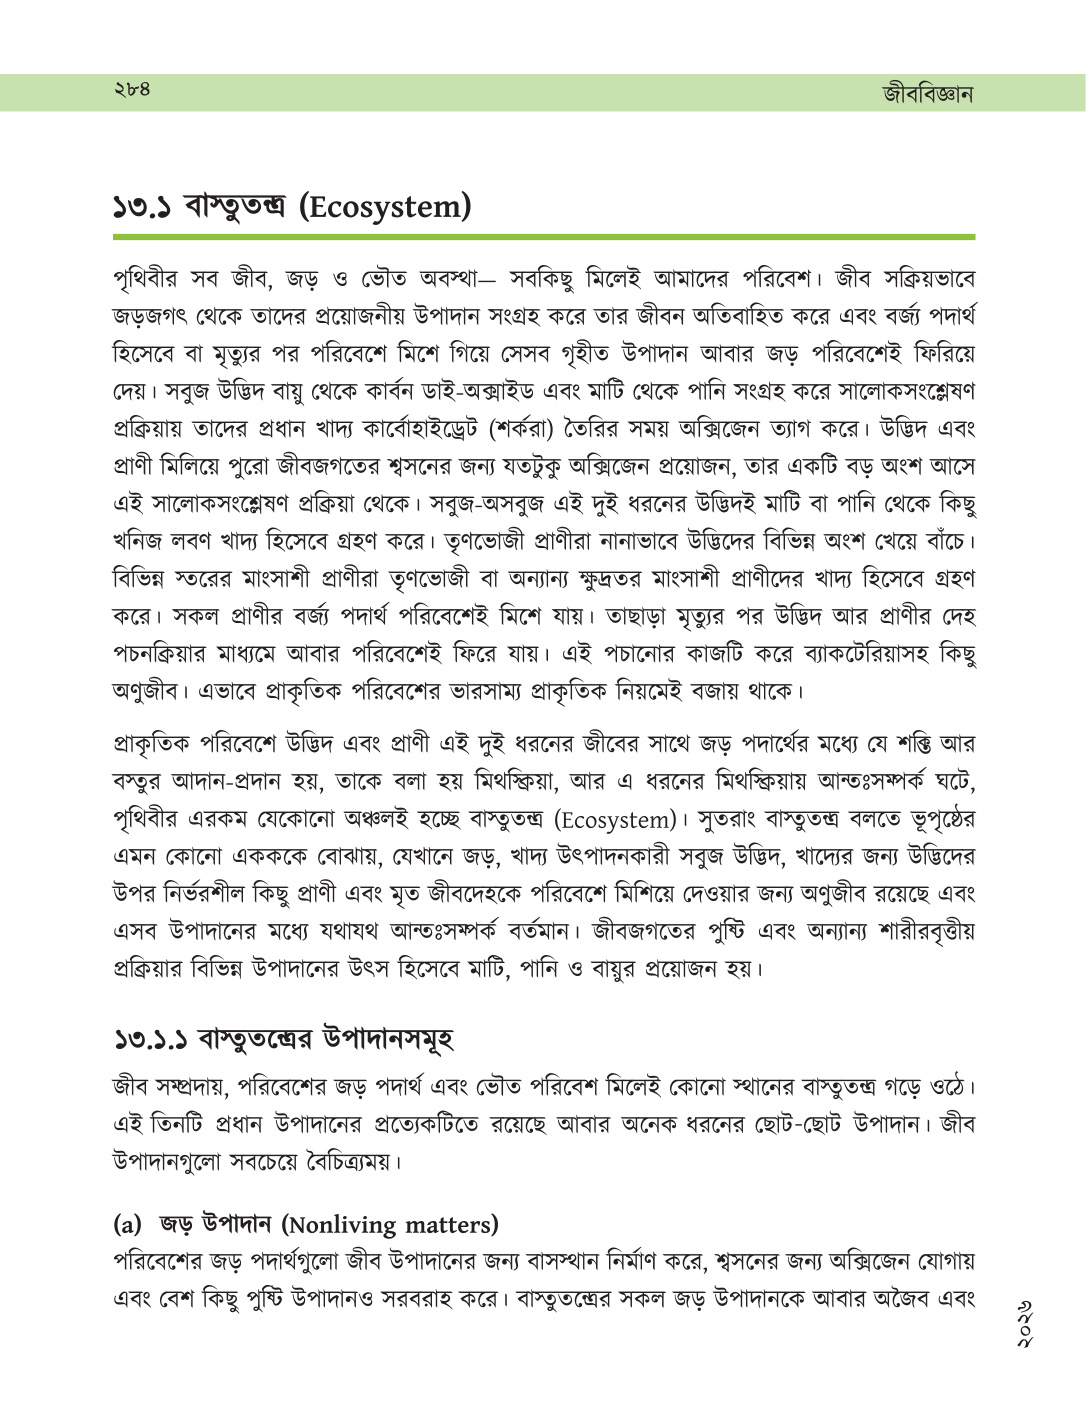 ২৮৪
জীববিজ্ঞান
১৩.১ বাস্তুতন্ত্র (Ecosystem)
পৃথিবীর সব জীব, জড় ও ভৌত অবস্থা— সবকিছু মিলেই আমাদের পরিবেশ। জীব সক্রিয়ভাবে
জড়জগৎ থেকে তাদের প্রয়োজনীয় উপাদান সংগ্রহ করে তার জীবন অতিবাহিত করে এবং বর্জ্য পদার্থ
হিসেবে বা মৃত্যুর পর পরিবেশে মিশে গিয়ে সেসব গৃহীত উপাদান আবার জড় পরিবেশেই ফিরিয়ে
দেয়। সবুজ উদ্ভিদ বায়ু থেকে কার্বন ডাই-অক্সাইড এবং মাটি থেকে পানি সংগ্রহ করে সালোকসংশ্লেষণ
প্রক্রিয়ায় তাদের প্রধান খাদ্য কার্বোহাইড্রেট (শর্করা) তৈরির সময় অক্সিজেন ত্যাগ করে। উদ্ভিদ এবং
প্রাণী মিলিয়ে পুরো জীবজগতের শ্বসনের জন্য যতটুকু অক্সিজেন প্রয়োজন, তার একটি বড় অংশ আসে
এই সালোকসংশ্লেষণ প্রক্রিয়া থেকে। সবুজ-অসবুজ এই দুই ধরনের উদ্ভিদই মাটি বা পানি থেকে কিছু
খনিজ লবণ খাদ্য হিসেবে গ্রহণ করে। তৃণভোজী প্রাণীরা নানাভাবে উদ্ভিদের বিভিন্ন অংশ খেয়ে বাঁচে।
বিভিন্ন স্তরের মাংসাশী প্রাণীরা তৃণভোজী বা অন্যান্য ক্ষুদ্রতর মাংসাশী প্রাণীদের খাদ্য হিসেবে গ্রহণ
করে। সকল প্রাণীর বর্জ্য পদার্থ পরিবেশেই মিশে যায়। তাছাড়া মৃত্যুর পর উদ্ভিদ আর প্রাণীর দেহ
পচনক্রিয়ার মাধ্যমে আবার পরিবেশেই ফিরে যায়। এই পচানোর কাজটি করে ব্যাকটেরিয়াসহ কিছু
অণুজীব। এভাবে প্রাকৃতিক পরিবেশের ভারসাম্য প্রাকৃতিক নিয়মেই বজায় থাকে।
প্রাকৃতিক পরিবেশে উদ্ভিদ এবং প্রাণী এই দুই ধরনের জীবের সাথে জড় পদার্থের মধ্যে যে শক্তি আর
বস্তুর আদান-প্রদান হয়, তাকে বলা হয় মিথস্ক্রিয়া, আর এ ধরনের মিথস্ক্রিয়ায় আন্তঃসম্পর্ক ঘটে,
পৃথিবীর এরকম যেকোনো অঞ্চলই হচ্ছে বাস্তুতন্ত্র (Ecosystem)। সুতরাং বাস্তুতন্ত্র বলতে ভূপৃষ্ঠের
এমন কোনো একককে বোঝায়, যেখানে জড়, খাদ্য উৎপাদনকারী সবুজ উদ্ভিদ, খাদ্যের জন্য উদ্ভিদের
উপর নির্ভরশীল কিছু প্রাণী এবং মৃত জীবদেহকে পরিবেশে মিশিয়ে দেওয়ার জন্য অণুজীব রয়েছে এবং
এসব উপাদানের মধ্যে যথাযথ আন্তঃসম্পর্ক বর্তমান। জীবজগতের পুষ্টি এবং অন্যান্য শারীরবৃত্তীয়
প্রক্রিয়ার বিভিন্ন উপাদানের উৎস হিসেবে মাটি, পানি ও বায়ুর প্রয়োজন হয়।
১৩.১.১ বাস্তুতন্ত্রের উপাদানসমূহ
জীব সম্প্রদায়, পরিবেশের জড় পদার্থ এবং ভৌত পরিবেশ মিলেই কোনো স্থানের বাস্তুতন্ত্র গড়ে ওঠে।
এই তিনটি প্রধান উপাদানের প্রত্যেকটিতে রয়েছে আবার অনেক ধরনের ছোট-ছোট উপাদান। জীব
উপাদানগুলো সবচেয়ে বৈচিত্র্যময়।
(a) জড় উপাদান (Nonliving matters)
পরিবেশের জড় পদার্থগুলো জীব উপাদানের জন্য বাসস্থান নির্মাণ করে, শ্বসনের জন্য অক্সিজেন যোগায়
এবং বেশ কিছু পুষ্টি উপাদানও সরবরাহ করে। বাস্তুতন্ত্রের সকল জড় উপাদানকে আবার অজৈব এবং
২০২৬